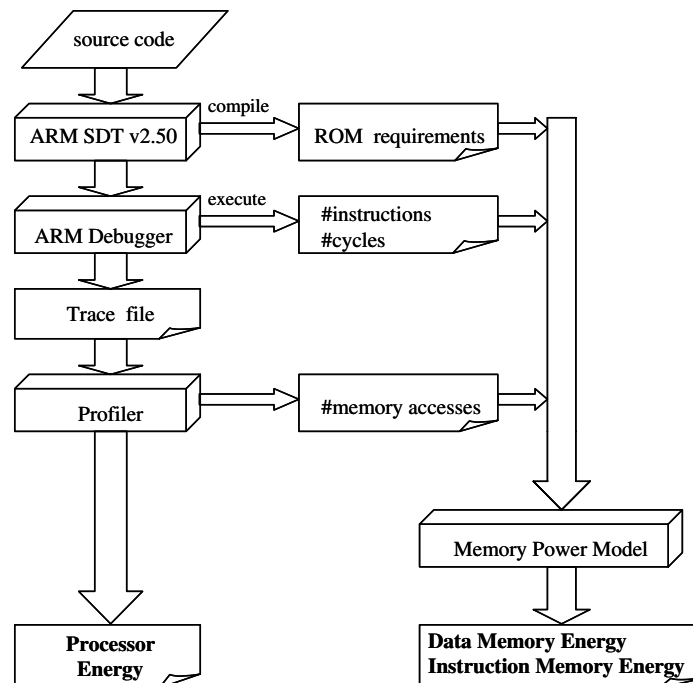 source code
compile
ARM SDT v2.50
ROM requirements
execute
ARM Debugger
#instructions
#cycles
Trace file
Profiler
#memory accesses
Memory Power Model
Processor
Energy
Data Memory Energy
Instruction Memory Energy